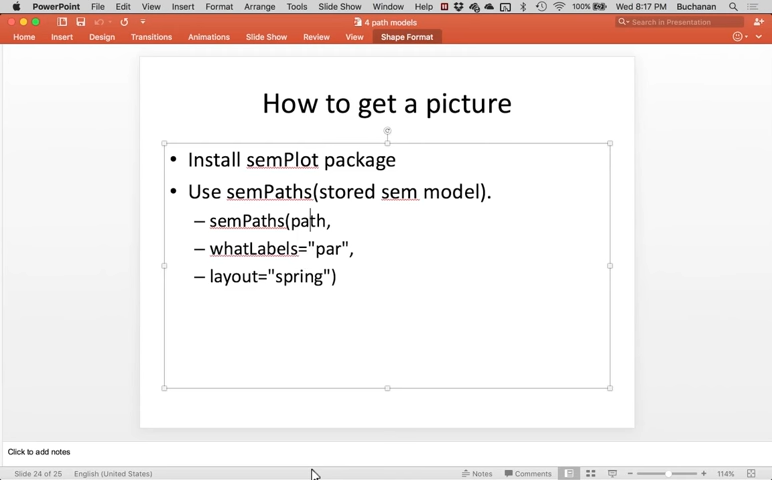 PowerPoint File Edit View Insert Format Arrange Tools Slide Show Window Help 100% Wed 8:17 PM Buchanan
4 path models
Search in Presentation
Home Insert Design Transitions Animations Slide Show Review View Shape Format
How to get a picture
• Install semPlot package
• Use semPaths(stored sem model).
– semPaths(path,
– whatLabels="par",
– layout="spring")
Click to add notes
Slide 24 of 25 English (United States) Notes Comments 114%